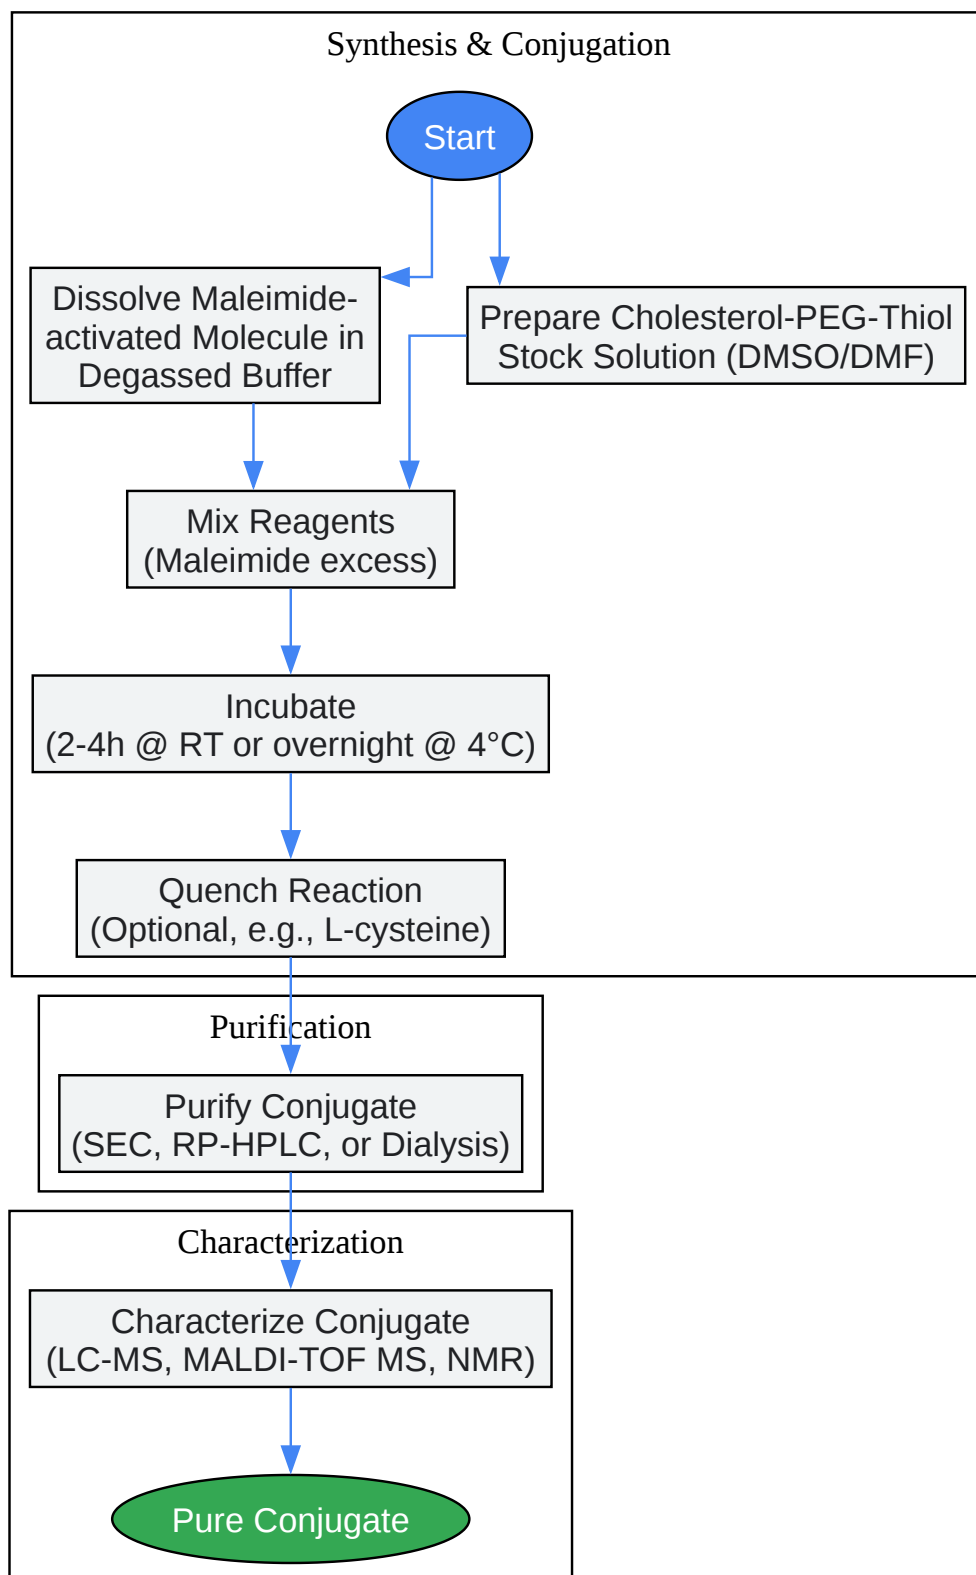 Synthesis & Conjugation
Start
Dissolve Maleimide-
activated Molecule in
Degassed Buffer
Prepare Cholesterol-PEG-Thiol
Stock Solution (DMSO/DMF)
Mix Reagents
(Maleimide excess)
Incubate
(2-4h @ RT or overnight @ 4°C)
Quench Reaction
(Optional, e.g., L-cysteine)
Purification
Purify Conjugate
(SEC, RP-HPLC, or Dialysis)
Characterization
Characterize Conjugate
(LC-MS, MALDI-TOF MS, NMR)
Pure Conjugate